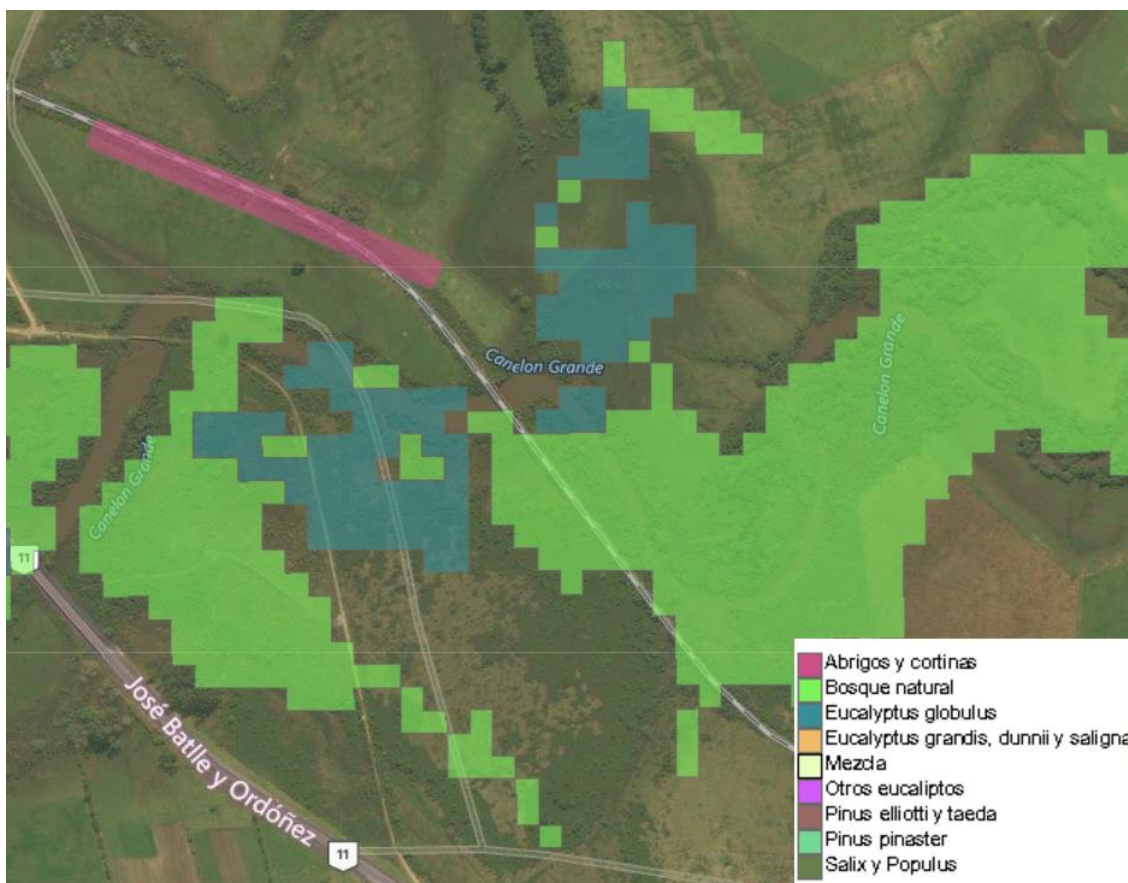 Canelon Grande
Canelon Grande
Canelon Grande
11
José Batlle y Ordóñez
11
Abrigos y cortinas
Bosque natural
Eucalyptus globulus
Eucalyptus grandis, dunnii y saligna
Mezcla
Otros eucaliptos
Pinus elliotti y taeda
Pinus pinaster
Salix y Populus